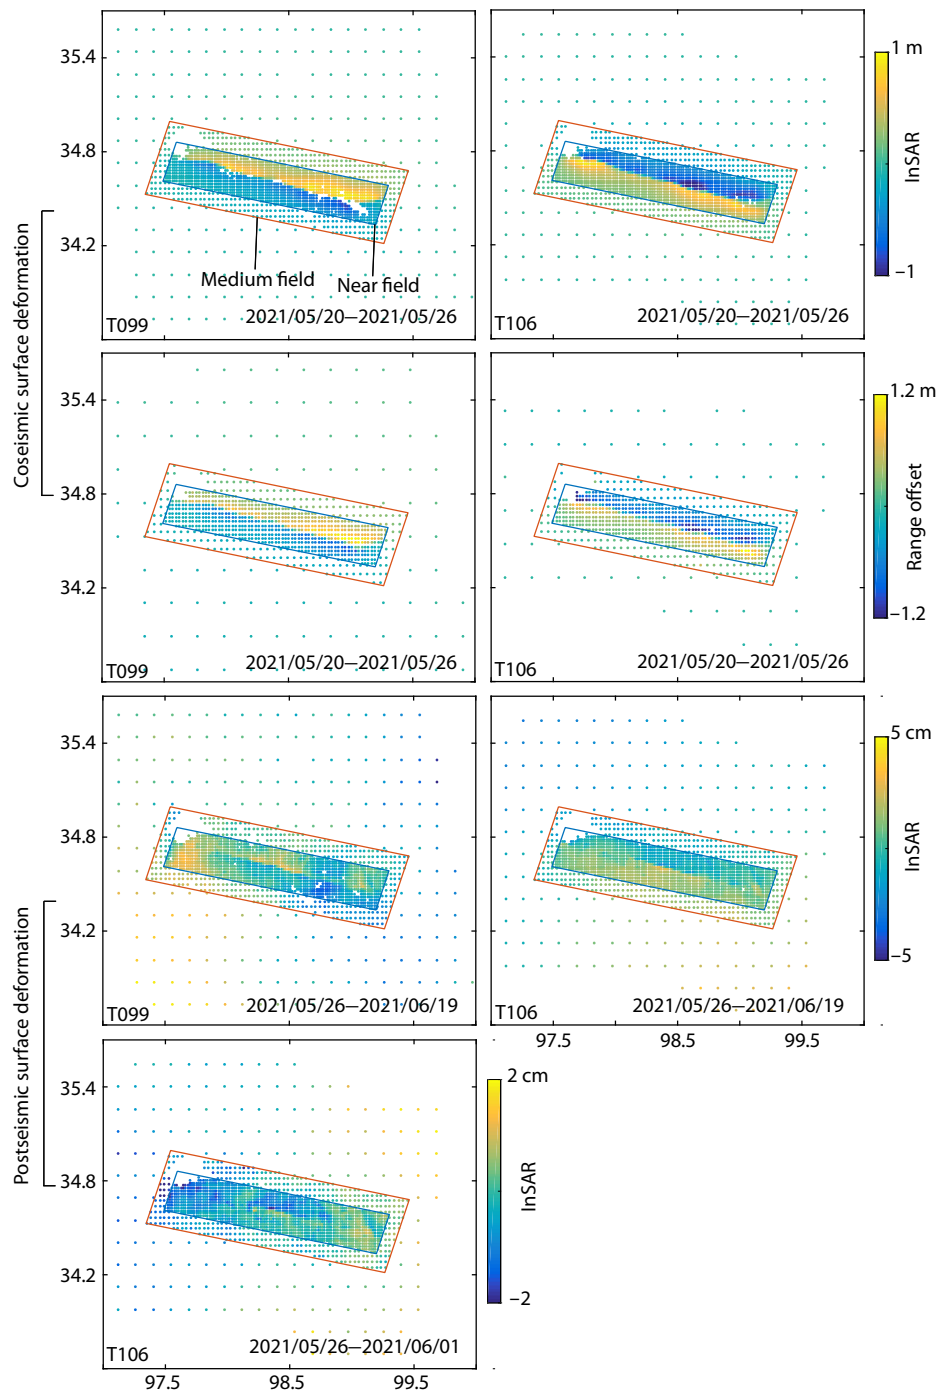 35.4
34.8
34.2
Medium field
Near field
T099
2021/05/20−2021/05/26
T106
2021/05/20−2021/05/26
1 m
InSAR
−1
Coseismic surface deformation
35.4
34.8
34.2
T099
2021/05/20−2021/05/26
T106
2021/05/20−2021/05/26
1.2 m
Range offset
−1.2
35.4
34.8
34.2
T099
2021/05/26−2021/06/19
T106
2021/05/26−2021/06/19
97.5
98.5
99.5
5 cm
InSAR
−5
Postseismic surface deformation
35.4
34.8
34.2
T106
2021/05/26−2021/06/01
97.5
98.5
99.5
2 cm
InSAR
−2